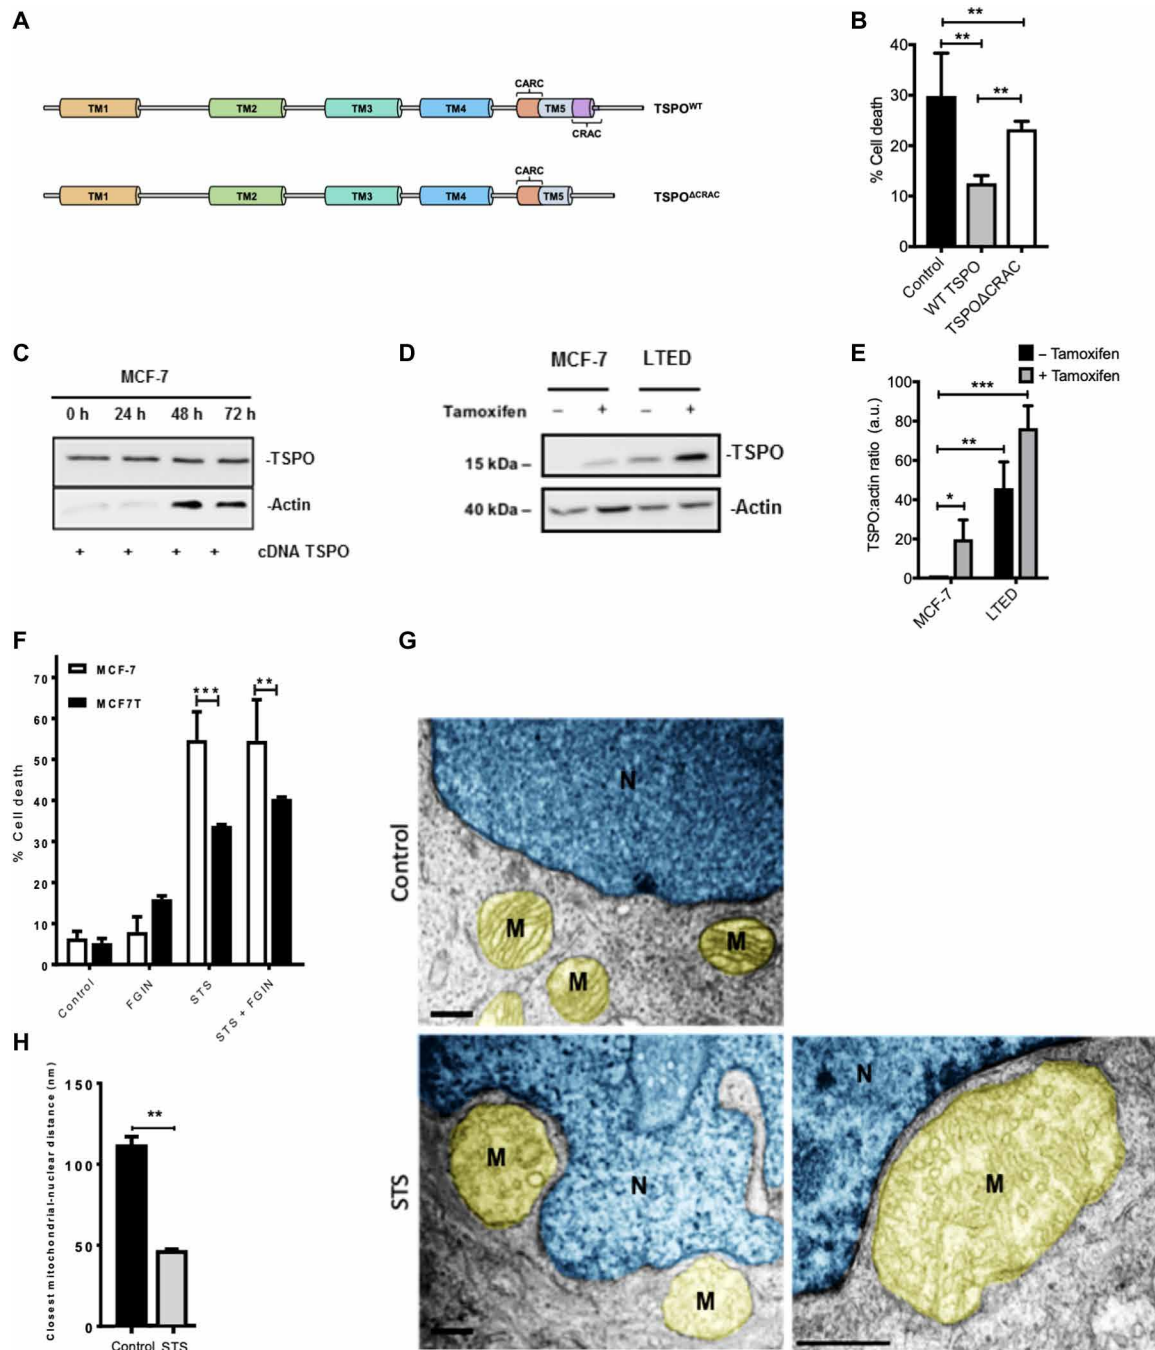 A
CARC
TM1 TM2 TM3 TM4 TM5 TSPOWT
CRAC
CARC
TM1 TM2 TM3 TM4 TM5 TSPOΔCRAC
B
**
**
**
% Cell death
40
30
20
10
0
Control WT TSPO TSPOΔCRAC
C
MCF-7
0 h 24 h 48 h 72 h
-TSPO
-Actin
+ + + + cDNA TSPO
D
MCF-7 LTED
Tamoxifen – + – +
15 kDa – -TSPO
40 kDa – -Actin
E
– Tamoxifen
+ Tamoxifen
TSPO:actin ratio (a.u.)
100
80
60
40
20
0
***
**
*
MCF-7 LTED
F
MCF-7
MCF7T
% Cell death
70
60
50
40
30
20
10
0
*** **
Control FGIN STS STS + FGIN
G
Control
N
M M M
STS
M N M
N M
H
Closest mitochondrial-nuclear distance (nm)
150
100
50
0
**
Control STS